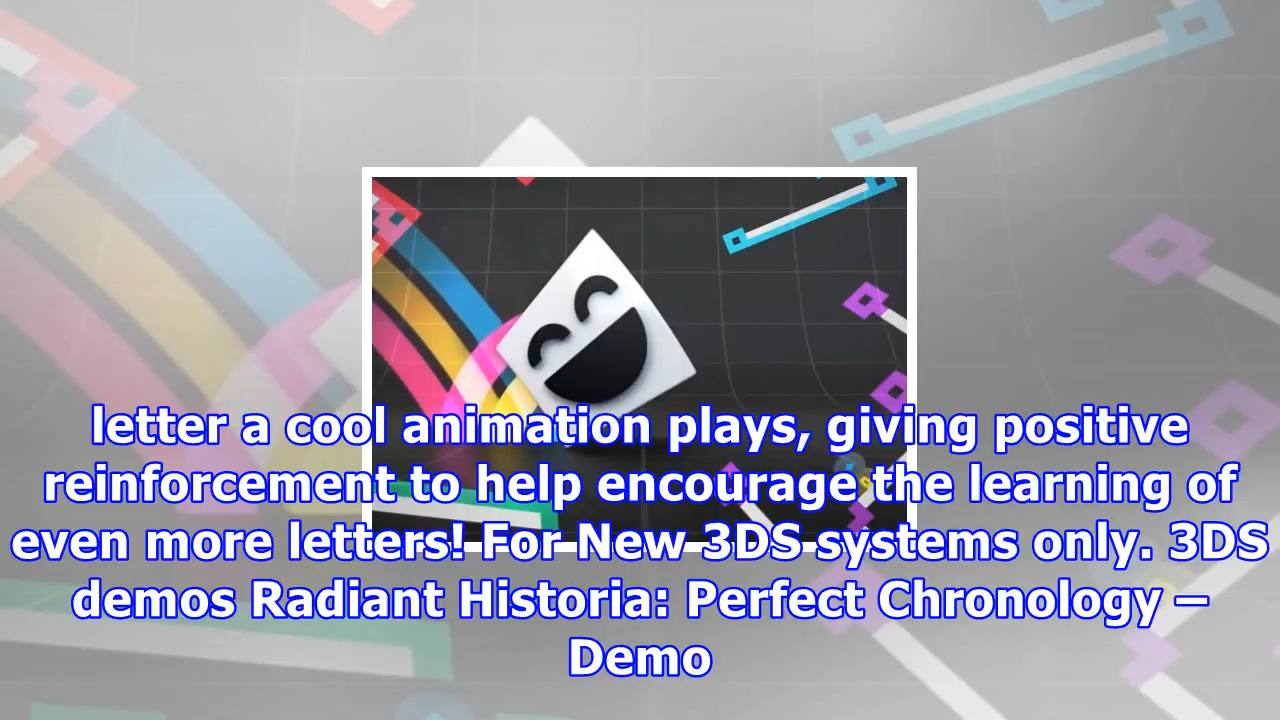 letter a cool animation plays, giving positive
reinforcement to help encourage the learning of
even more letters! For New 3DS systems only. 3DS
demos Radiant Historia: Perfect Chronology –
Demo